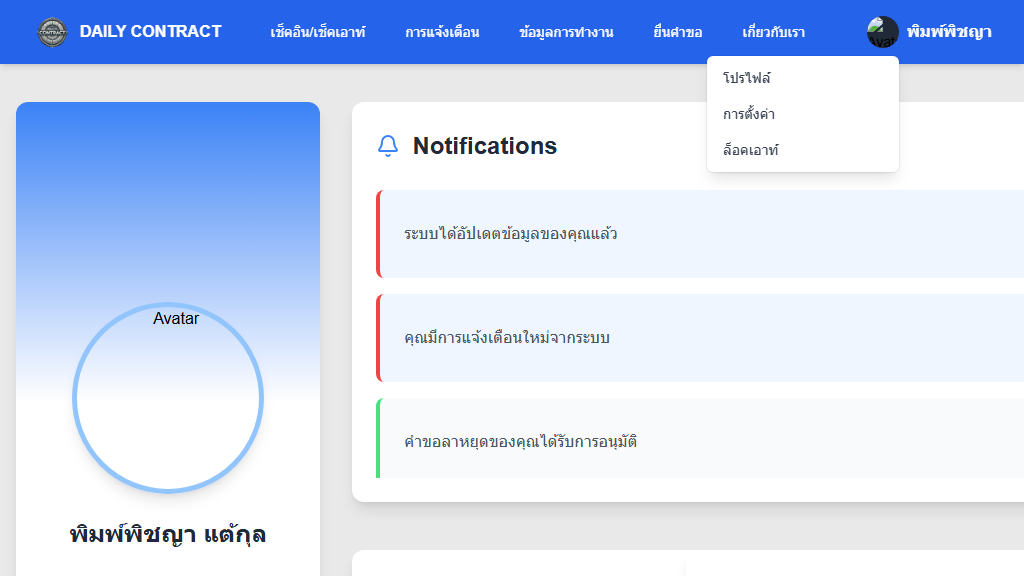 DAILY CONTRACT
เช็คอิน/เช็คเอาท์
การแจ้งเตือน
ข้อมูลการทำงาน
ยื่นคำขอ
เกี่ยวกับเรา
พิมพ์พิชญา
โปรไฟล์
การตั้งค่า
ล็อคเอาท์
Avatar
พิมพ์พิชญา แต้กุล
Notifications
ระบบได้อัปเดตข้อมูลของคุณแล้ว
คุณมีการแจ้งเตือนใหม่จากระบบ
คำขอลาหยุดของคุณได้รับการอนุมัติ